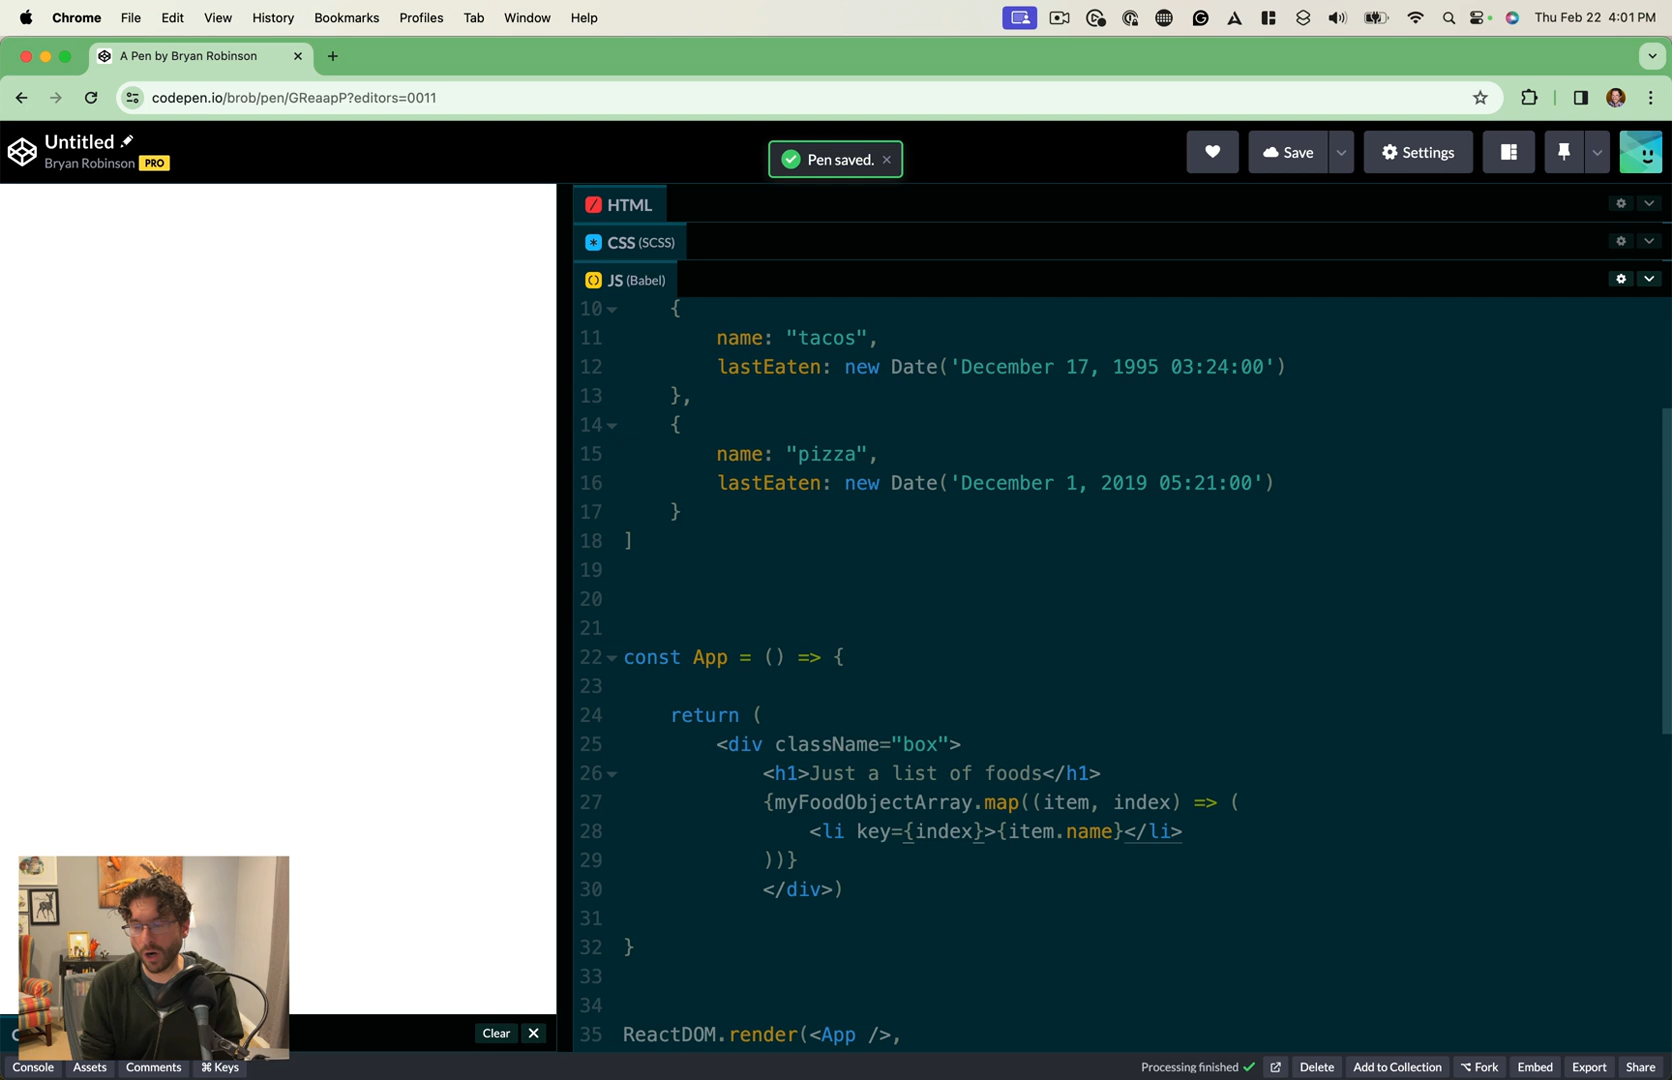 Chrome File Edit View History Bookmarks Profiles Tab Window Help Thu Feb 22 4:01 PM
A Pen by Bryan Robinson
codepen.io/brob/pen/GReaapP?editors=0011
Untitled
Bryan Robinson PRO
Pen saved.
Save
Settings
HTML
CSS (SCSS)
JS (Babel)
10 {
11 name: "tacos",
12 lastEaten: new Date('December 17, 1995 03:24:00')
13 },
14 {
15 name: "pizza",
16 lastEaten: new Date('December 1, 2019 05:21:00')
17 }
18 ]
19
20
21
22 const App = () => {
23
24 return (
25 <div className="box">
26 <h1>Just a list of foods</h1>
27 {myFoodObjectArray.map((item, index) => (
28 <li key={index}>{item.name}</li>
29 ))}
30 </div>)
31
32 }
33
34
35 ReactDOM.render(<App />,
Clear
Console Assets Comments ⌘ Keys Processing finished Delete Add to Collection ⌥ Fork Embed Export Share